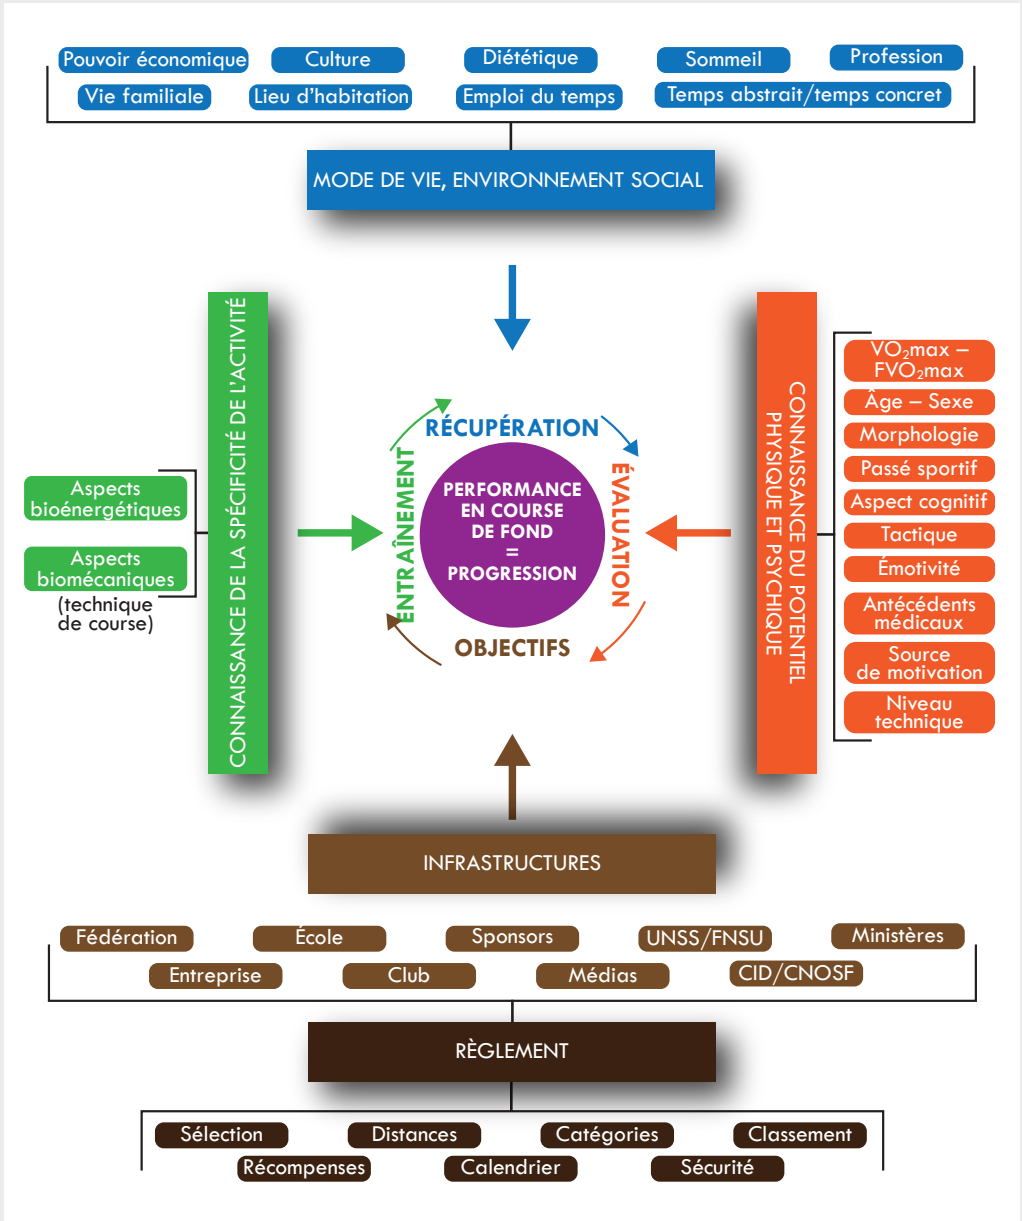 Pouvoir économique
Culture
Diététique
Sommeil
Profession
Vie familiale
Lieu d'habitation
Emploi du temps
Temps abstrait/temps concret
MODE DE VIE, ENVIRONNEMENT SOCIAL
CONNAISSANCE DE LA SPÉCIFICITÉ DE L'ACTIVITÉ
Aspects
bioénergétiques
Aspects
biomécaniques
(technique
de course)
RÉCUPÉRATION
ENTRAÎNEMENT
PERFORMANCE
EN COURSE
DE FOND
=
PROGRESSION
ÉVALUATION
OBJECTIFS
CONNAISSANCE DU POTENTIEL
PHYSIQUE ET PSYCHIQUE
VO₂max –
FVO₂max
Âge – Sexe
Morphologie
Passé sportif
Aspect cognitif
Tactique
Émotivité
Antécédents
médicaux
Source
de motivation
Niveau
technique
INFRASTRUCTURES
Fédération
École
Sponsors
UNSS/FNSU
Ministères
Entreprise
Club
Médias
CID/CNOSF
RÈGLEMENT
Sélection
Distances
Catégories
Classement
Récompenses
Calendrier
Sécurité